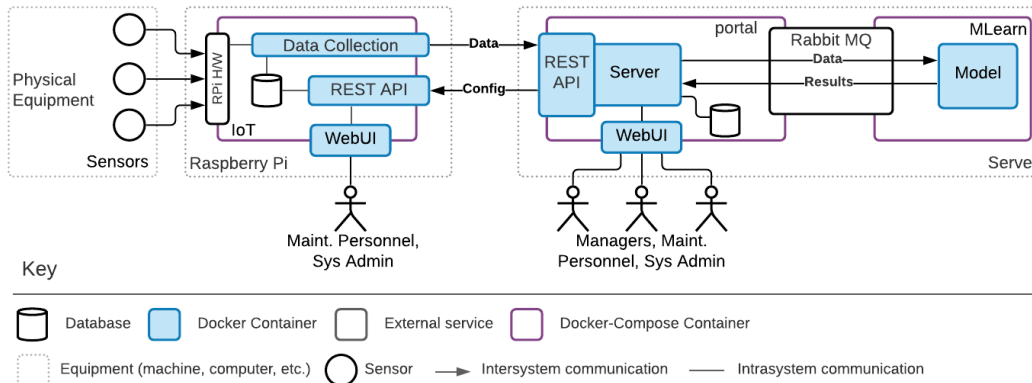 Physical
Equipment
Sensors
RPi H/W
Data Collection
REST API
IoT
WebUI
Raspberry Pi
Data
Config
portal
REST
API
Server
WebUI
Rabbit MQ
Data
Results
MLearn
Model
Serve
Maint. Personnel,
Sys Admin
Managers, Maint.
Personnel, Sys Admin
Key
Database
Docker Container
External service
Docker-Compose Container
Equipment (machine, computer, etc.)
Sensor
Intersystem communication
Intrasystem communication